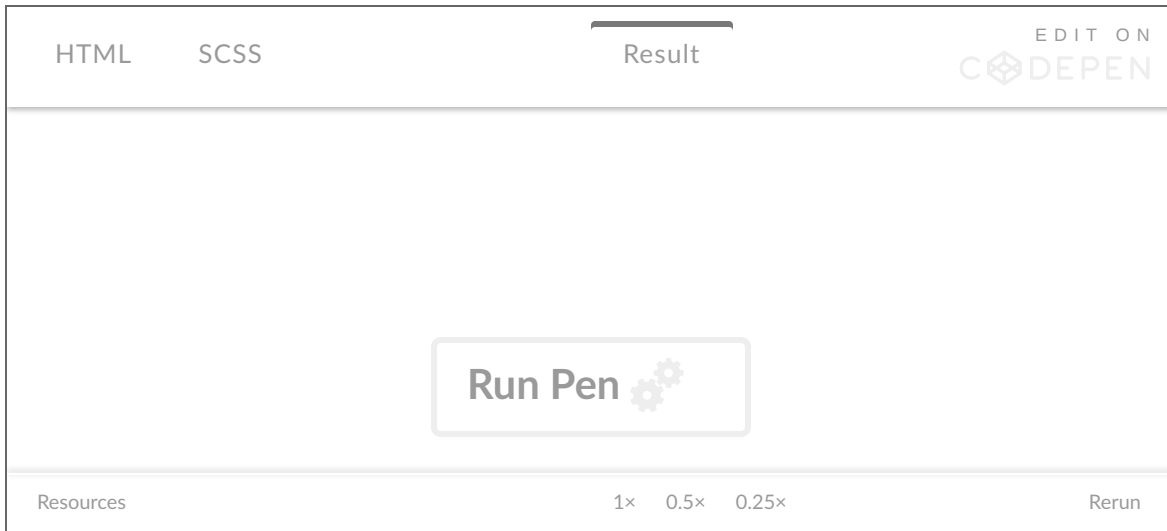 HTML SCSS Result EDIT ON
CODEPEN
Run Pen
Resources 1× 0.5× 0.25× Rerun